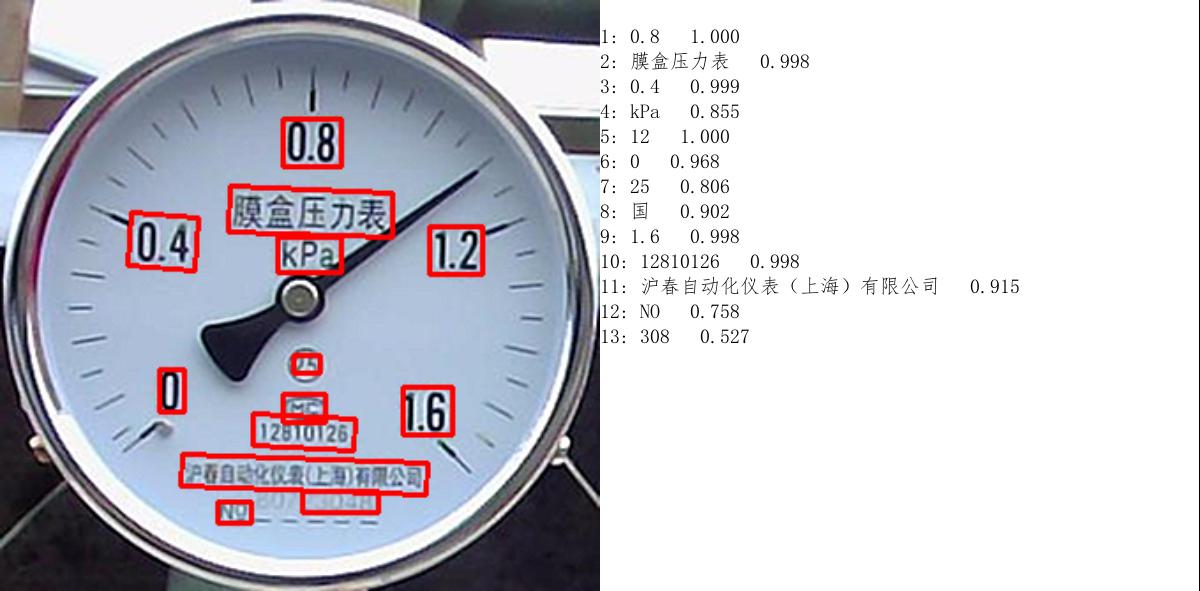 0.8
膜盒压力表
0.4
kPa
1.2
0
1.6
MC
12810126
沪春自动化仪表(上海)有限公司
NO
1: 0.8 1.000
2: 膜盒压力表 0.998
3: 0.4 0.999
4: kPa 0.855
5: 12 1.000
6: 0 0.968
7: 25 0.806
8: 国 0.902
9: 1.6 0.998
10: 12810126 0.998
11: 沪春自动化仪表（上海）有限公司 0.915
12: NO 0.758
13: 308 0.527